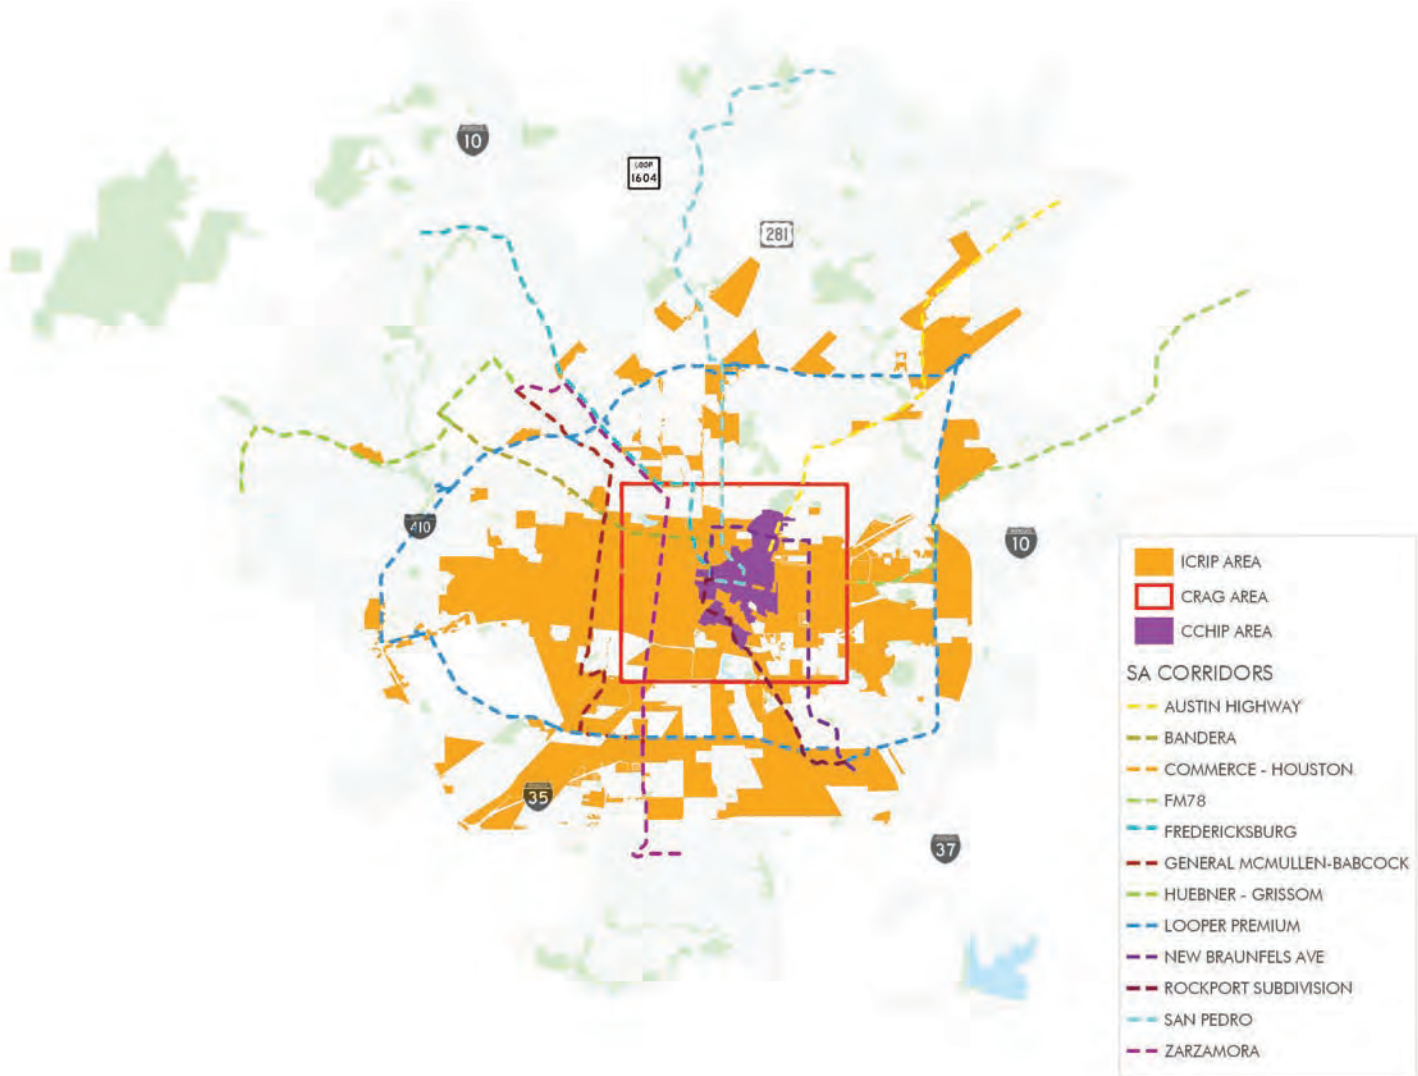 10
LOOP
1604
281
410
10
35
37
ICRIP AREA
CRAG AREA
CCHIP AREA
SA CORRIDORS
AUSTIN HIGHWAY
BANDERA
COMMERCE - HOUSTON
FM78
FREDERICKSBURG
GENERAL MCMULLEN-BABCOCK
HUEBNER - GRISSOM
LOOPER PREMIUM
NEW BRAUNFELS AVE
ROCKPORT SUBDIVISION
SAN PEDRO
ZARZAMORA